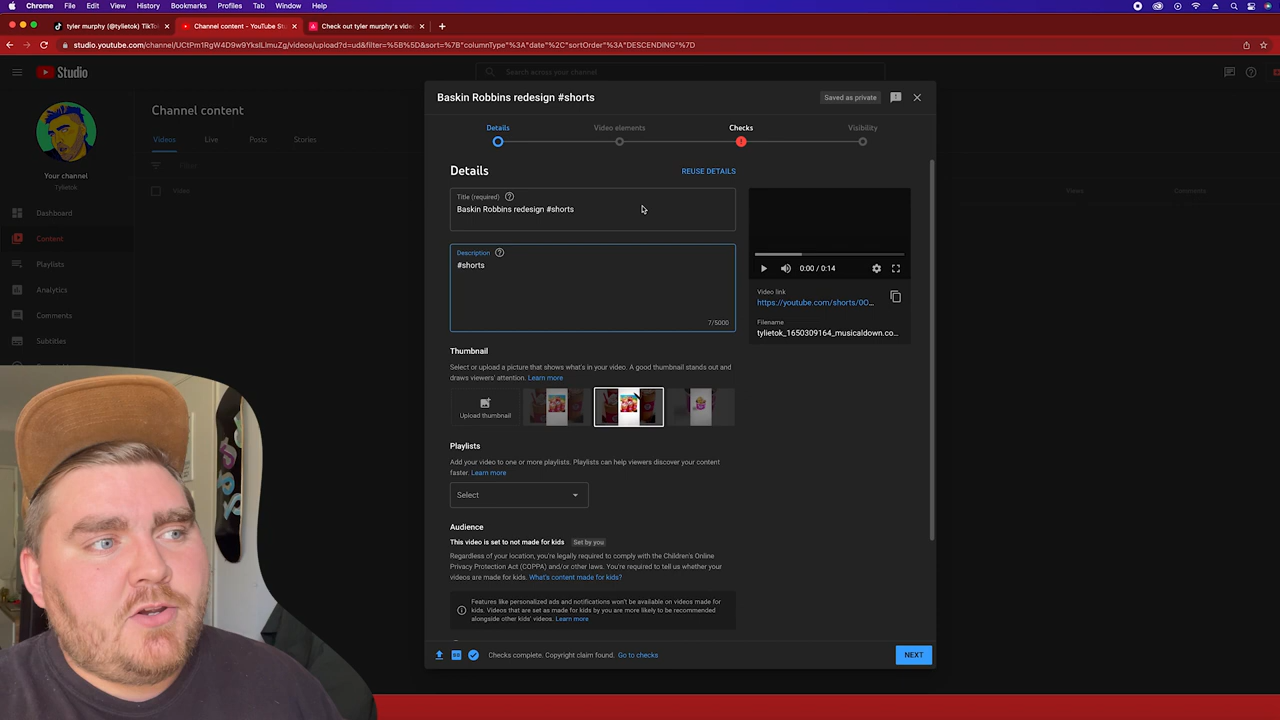 Chrome File Edit View History Bookmarks Profiles Tab Window Help
tyler murphy (@tylietok) TikTo
Channel content - YouTube St
Check out tyler murphy's vide
studio.youtube.com/channel/UCtPm1RgW4D9w9YksILImuZg/videos/upload?d=ud&filter=%5B%5D&sort=%7B"columnType"%3A"date"%2C"sortOrder"%3A"DESCENDING"%7D
Studio
Search across your channel
Your channel
Tylietok
Dashboard
Content
Playlists
Analytics
Comments
Subtitles
Channel content
Videos Live Posts Stories
Filter
Video
Views
Comments
Baskin Robbins redesign #shorts
Saved as private
Details
Video elements
Checks
Visibility
Details
REUSE DETAILS
Title (required)
Baskin Robbins redesign #shorts
Description
#shorts
7/5000
0:00 / 0:14
Video link
https://youtube.com/shorts/0O...
Filename
tylietok_1650309164_musicaldown.co...
Thumbnail
Select or upload a picture that shows what's in your video. A good thumbnail stands out and
draws viewers' attention. Learn more
Upload thumbnail
Playlists
Add your video to one or more playlists. Playlists can help viewers discover your content
faster. Learn more
Select
Audience
This video is set to not made for kids Set by you
Regardless of your location, you're legally required to comply with the Children's Online
Privacy Protection Act (COPPA) and/or other laws. You're required to tell us whether your
videos are made for kids. What's content made for kids?
Features like personalized ads and notifications won't be available on videos made for
kids. Videos that are set as made for kids by you are more likely to be recommended
alongside other kids' videos. Learn more
Checks complete. Copyright claim found. Go to checks
NEXT